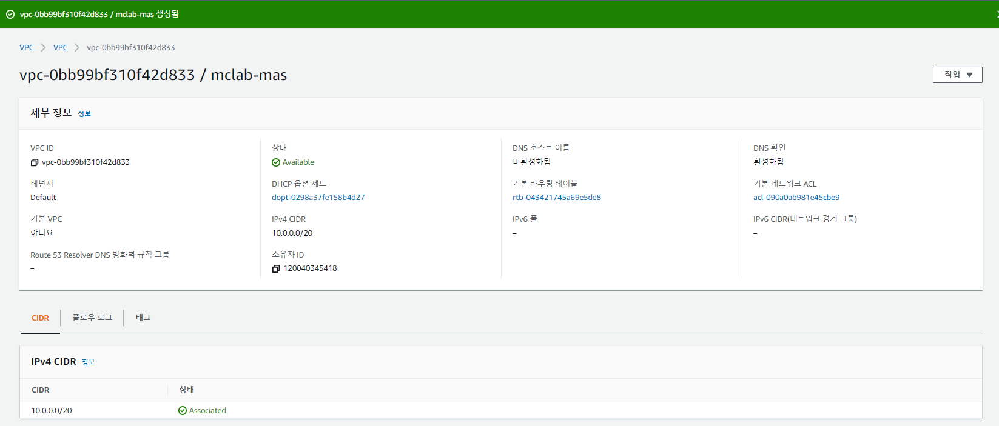 vpc-0bb99bf310f42d833 / mclab-mas 생성됨
VPC > VPC > vpc-0bb99bf310f42d833
vpc-0bb99bf310f42d833 / mclab-mas
작업 ▼
세부 정보 정보
VPC ID
vpc-0bb99bf310f42d833
상태
Available
DNS 호스트 이름
비활성화됨
DNS 확인
활성화됨
테넌시
Default
DHCP 옵션 세트
dopt-0298a37fe158b4d27
기본 라우팅 테이블
rtb-043421745a69e5de8
기본 네트워크 ACL
acl-090a0ab981e45cbe9
기본 VPC
아니요
IPv4 CIDR
10.0.0.0/20
IPv6 풀
–
IPv6 CIDR(네트워크 경계 그룹)
–
Route 53 Resolver DNS 방화벽 규칙 그룹
–
소유자 ID
120040345418
CIDR 플로우 로그 태그
IPv4 CIDR 정보
CIDR 상태
10.0.0.0/20 Associated